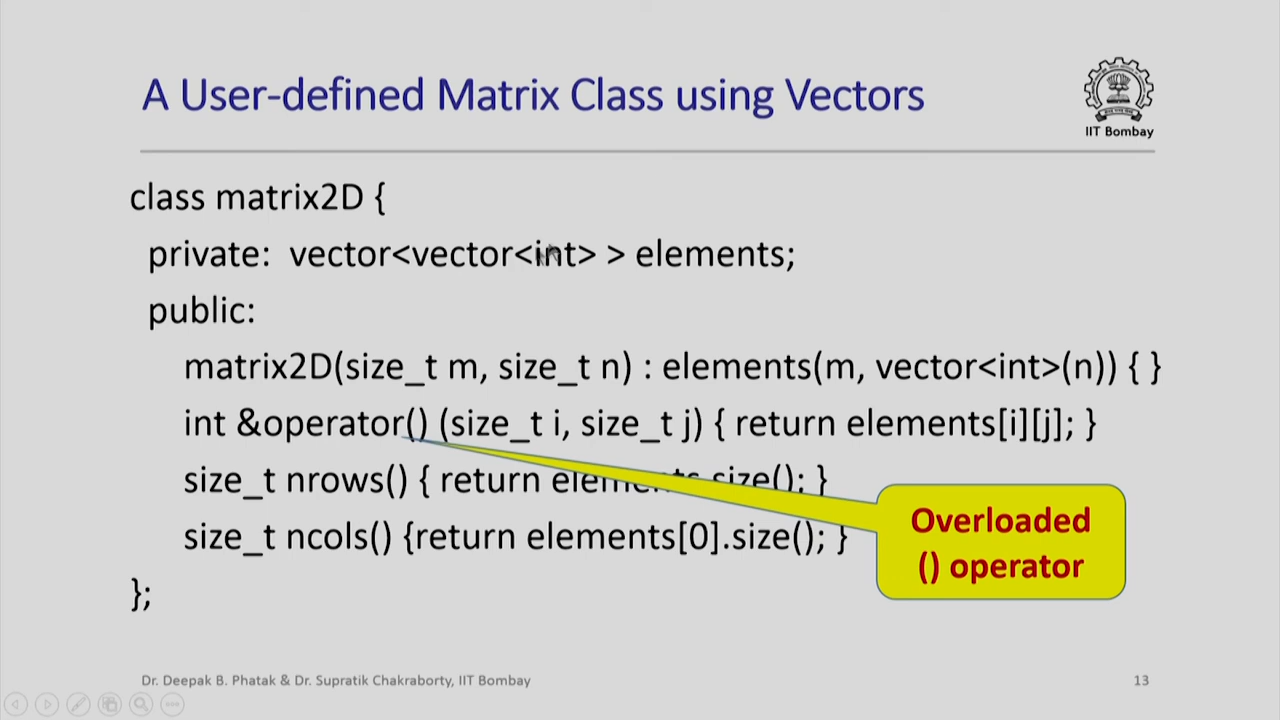 A User-defined Matrix Class using Vectors
IIT Bombay
class matrix2D {
private: vector<vector<int> > elements;
public:
matrix2D(size_t m, size_t n) : elements(m, vector<int>(n)) { }
int &operator() (size_t i, size_t j) { return elements[i][j]; }
size_t nrows() { return elements.size(); }
size_t ncols() {return elements[0].size(); }
};
Overloaded
() operator
Dr. Deepak B. Phatak & Dr. Supratik Chakraborty, IIT Bombay
13